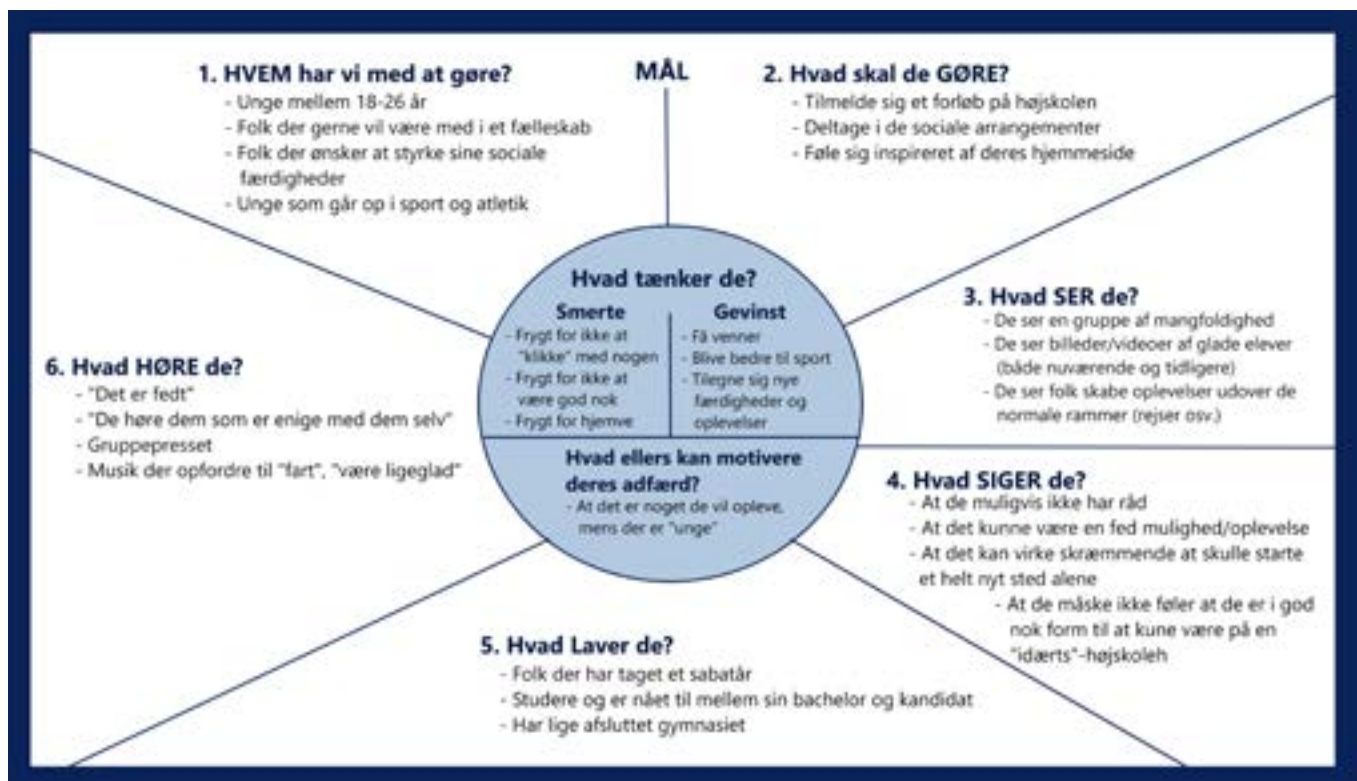 MÅL
1. HVEM har vi med at gøre?
- Unge mellem 18-26 år
- Folk der gerne vil være med i et fælleskab
- Folk der ønsker at styrke sine sociale
færdigheder
- Unge som går op i sport og atletik
2. Hvad skal de GØRE?
- Tilmelde sig et forløb på højskolen
- Deltage i de sociale arrangementer
- Føle sig inspireret af deres hjemmeside
3. Hvad SER de?
- De ser en gruppe af mangfoldighed
- De ser billeder/videoer af glade elever
(både nuværende og tidligere)
- De ser folk skabe oplevelser udover de
normale rammer (rejser osv.)
4. Hvad SIGER de?
- At de muligvis ikke har råd
- At det kunne være en fed mulighed/oplevelse
- At det kan virke skræmmende at skulle starte
et helt nyt sted alene
- At de måske ikke føler at de er i god
nok form til at kune være på en
"idærts"-højskoleh
5. Hvad Laver de?
- Folk der har taget et sabatår
- Studere og er nået til mellem sin bachelor og kandidat
- Har lige afsluttet gymnasiet
6. Hvad HØRE de?
- "Det er fedt"
- "De høre dem som er enige med dem selv"
- Gruppepresset
- Musik der opfordre til "fart", "være ligeglad"
Hvad tænker de?
Smerte
- Frygt for ikke at
"klikke" med nogen
- Frygt for ikke at
være god nok
- Frygt for hjemve
Gevinst
- Få venner
- Blive bedre til sport
- Tilegne sig nye
færdigheder og
oplevelser
Hvad ellers kan motivere
deres adfærd?
- At det er noget de vil opleve,
mens der er "unge"